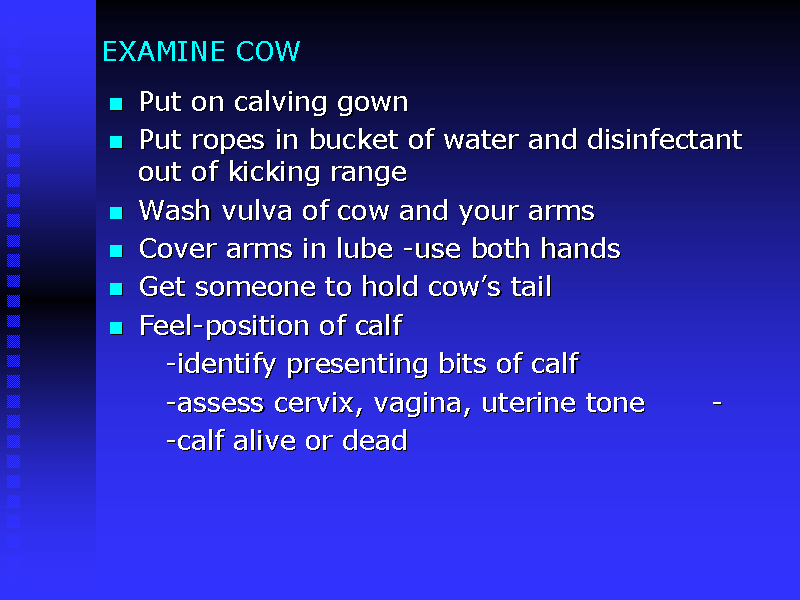 EXAMINE COW
Put on calving gown
Put ropes in bucket of water and disinfectant
out of kicking range
Wash vulva of cow and your arms
Cover arms in lube -use both hands
Get someone to hold cow’s tail
Feel-position of calf
-identify presenting bits of calf
-assess cervix, vagina, uterine tone -
-calf alive or dead